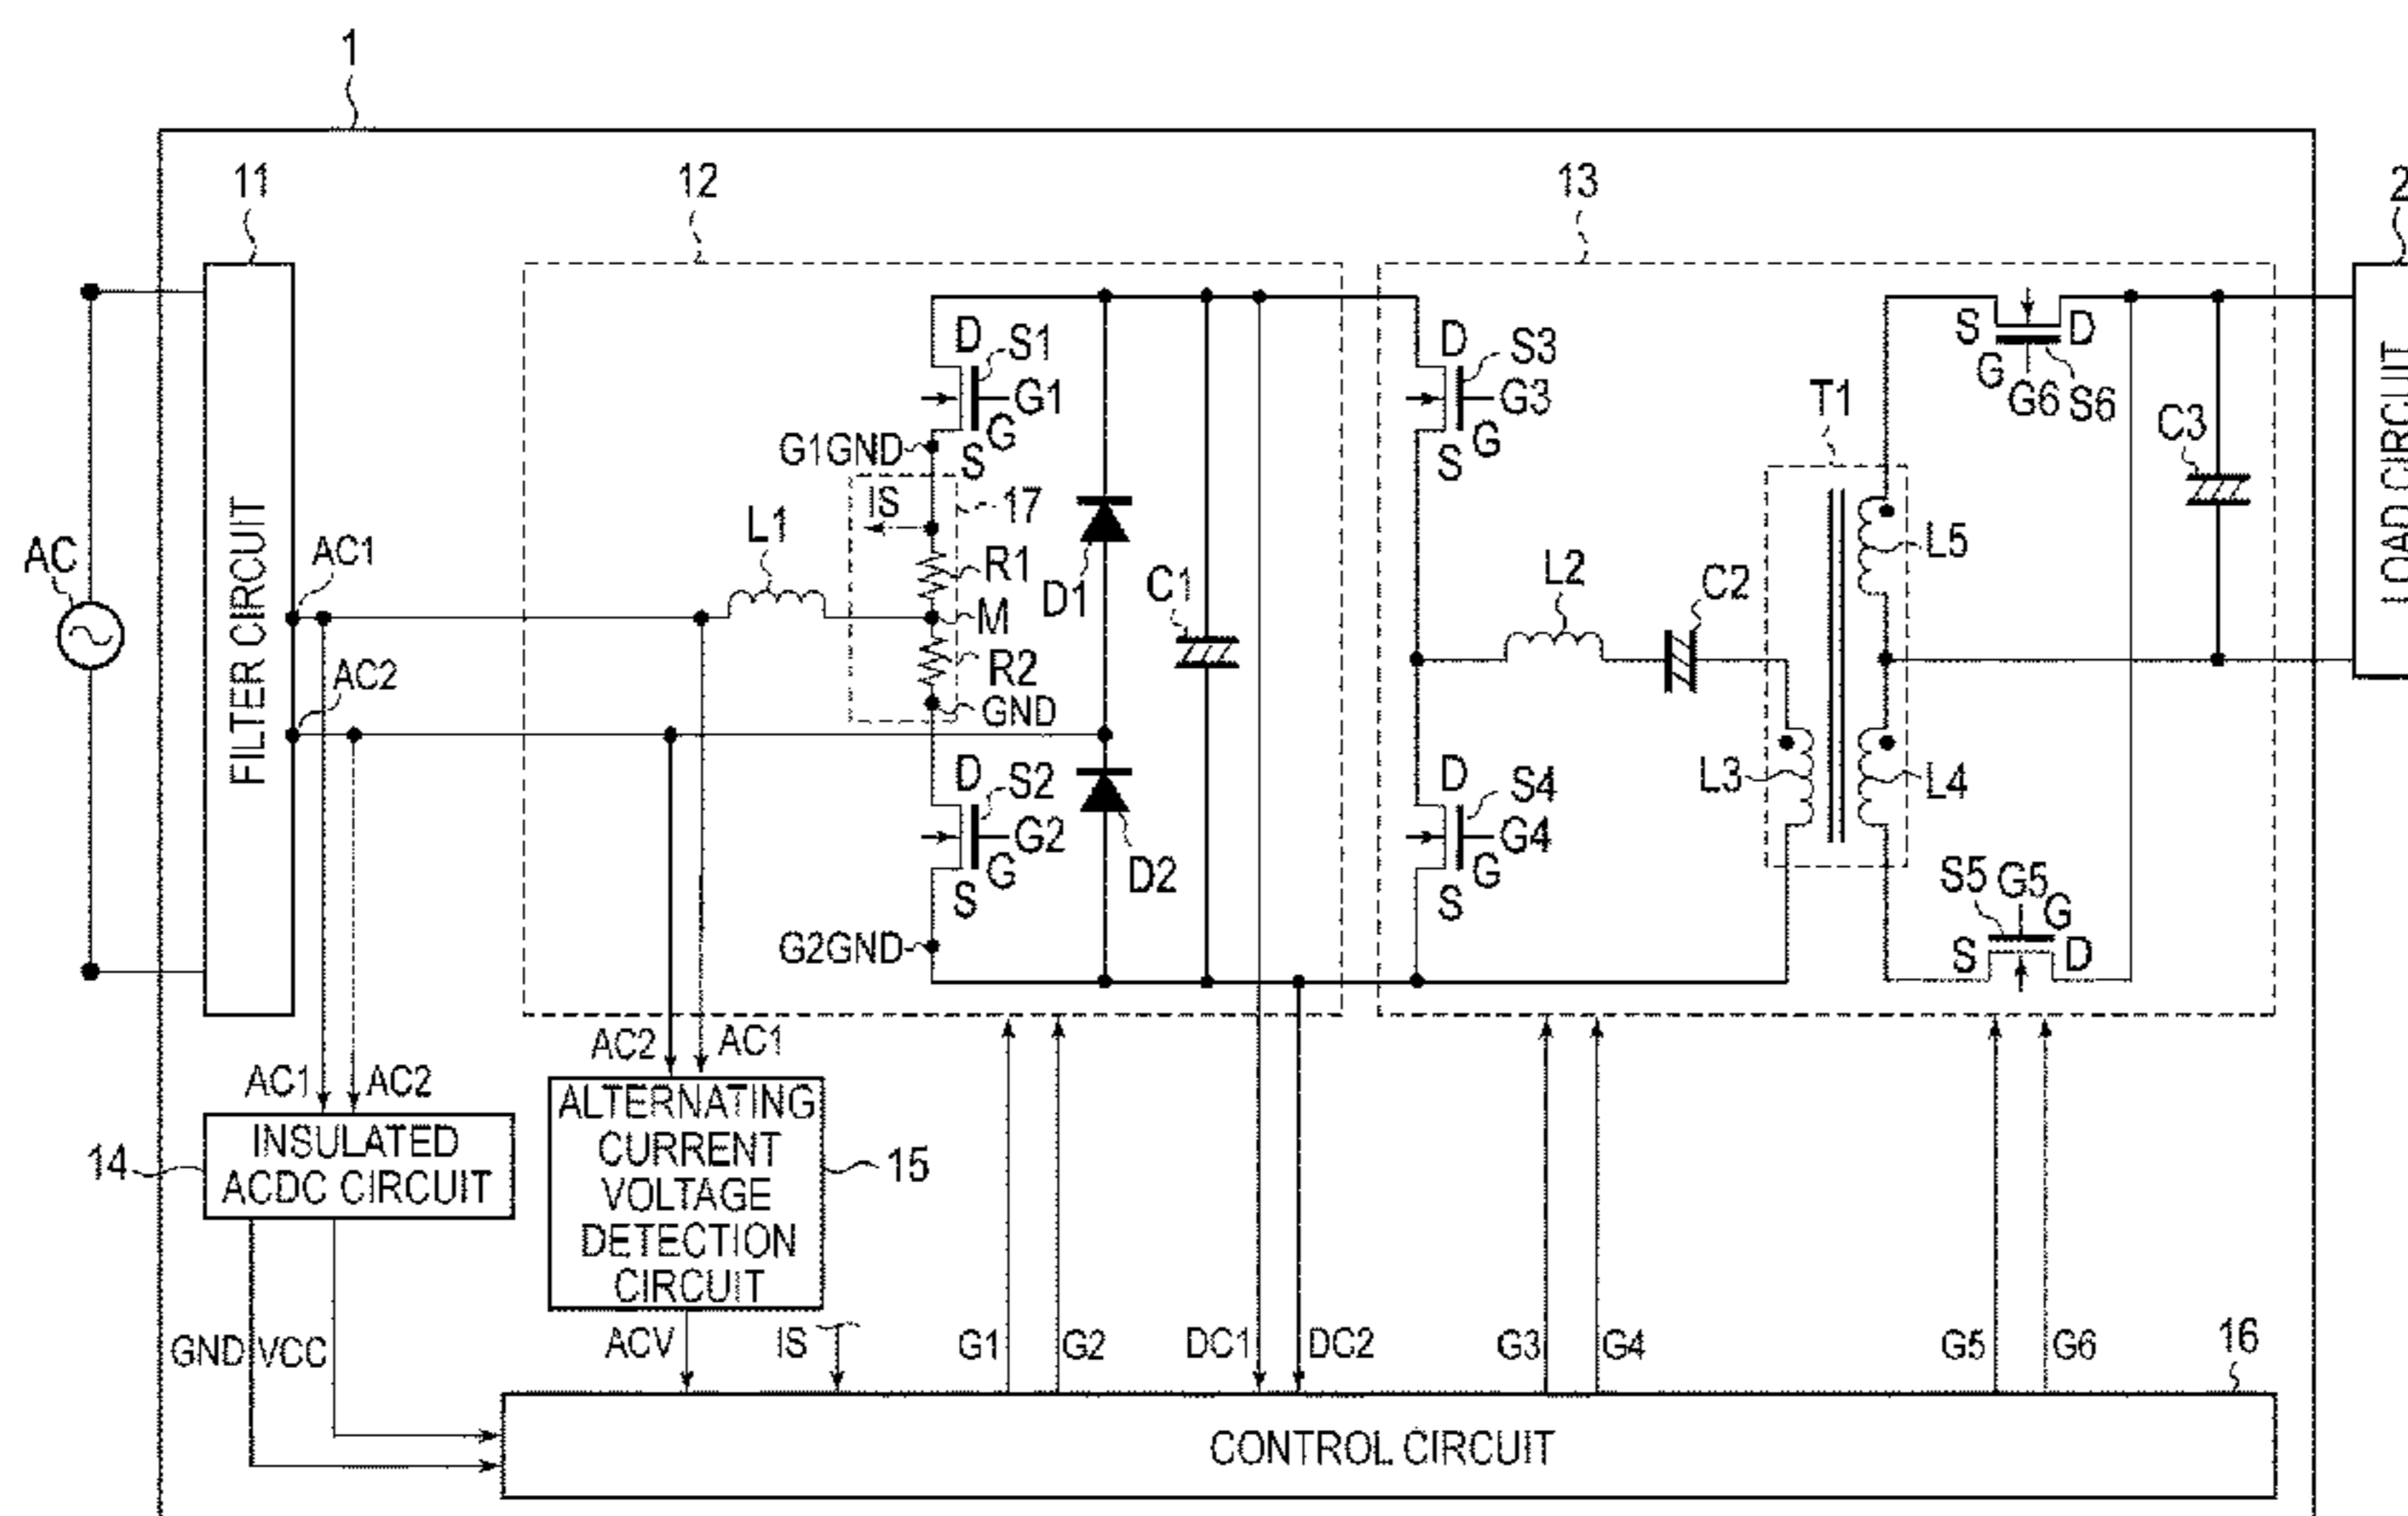 1
11
12
13
2
AC
FILTER CIRCUIT
AC1
AC2
L1
D
S1
G1
G
S
G1GND
IS
17
R1
M
R2
GND
D
S2
G2
G
S
G2GND
D1
D2
C1
D
S3
G3
G
S
L2
C2
D
S4
G4
G
S
T1
L3
L5
L4
S
D
G
G6
S6
C3
S5
G5
G
S
D
LOAD CIRCUIT
AC1
AC2
AC2
AC1
14
INSULATED
ACDC CIRCUIT
ALTERNATING
CURRENT
VOLTAGE
DETECTION
CIRCUIT
15
GND
VCC
ACV
IS
G1
G2
DC1
DC2
G3
G4
G5
G6
16
CONTROL CIRCUIT